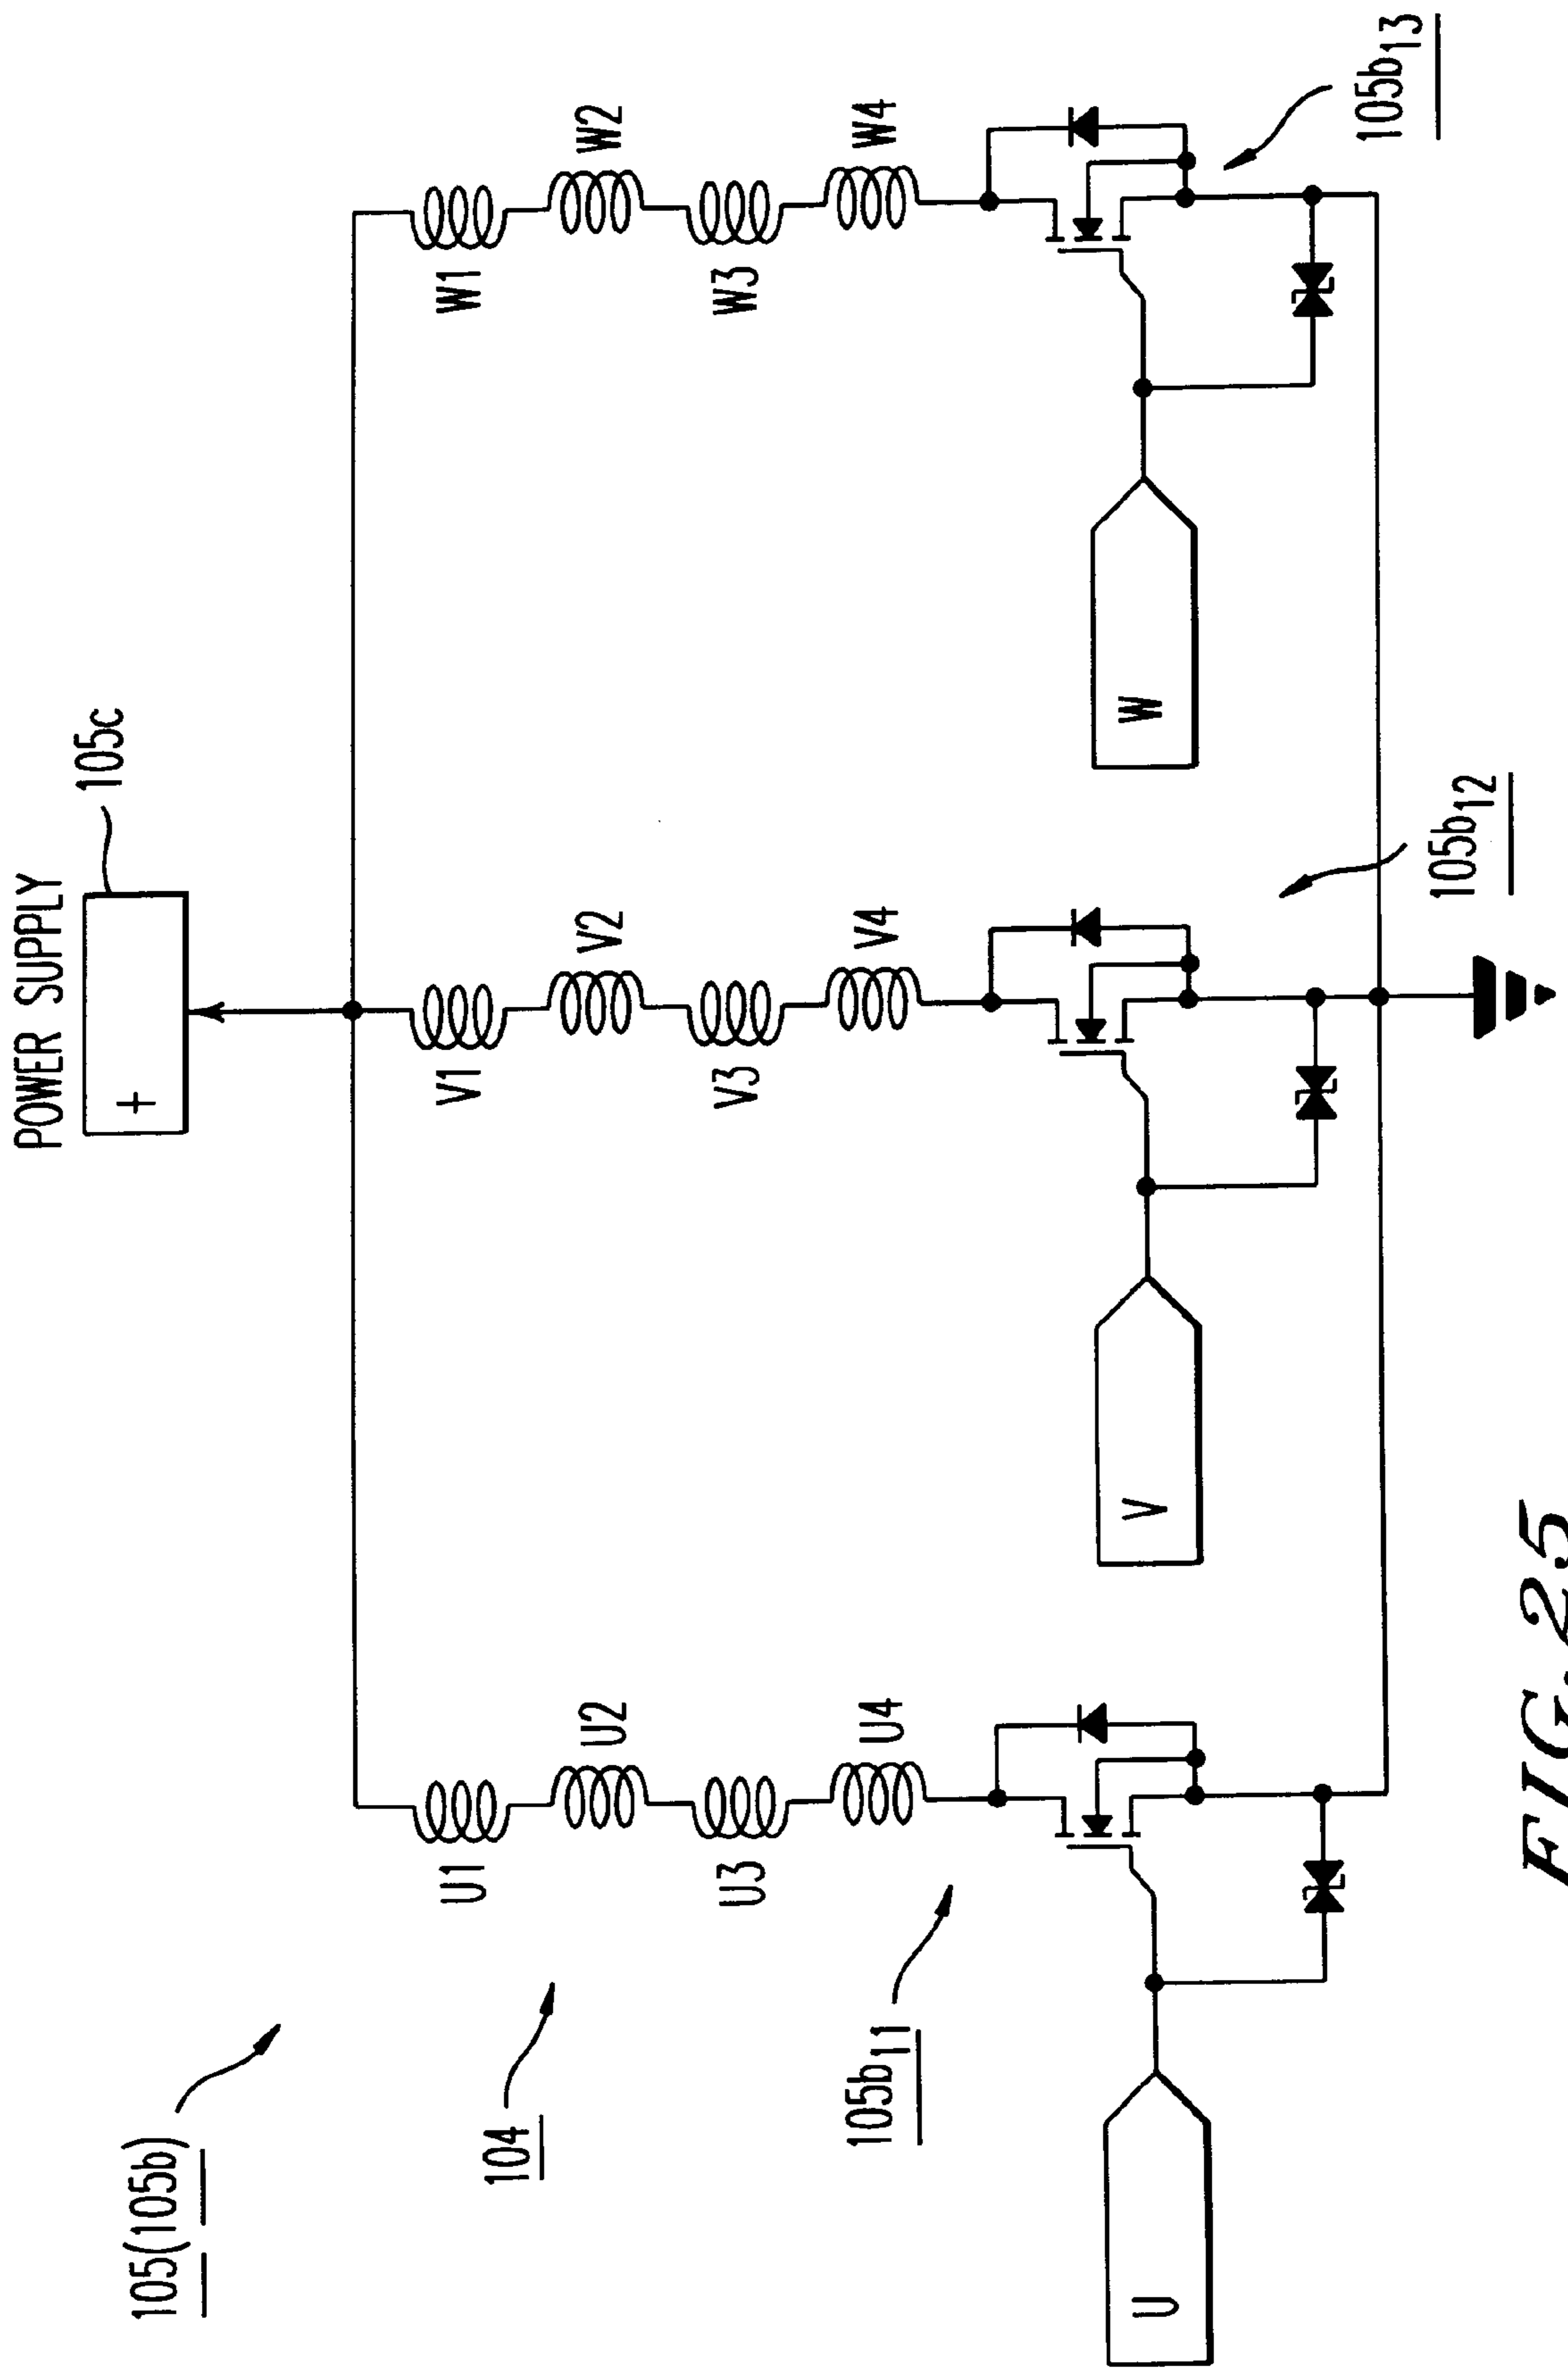 POWER SUPPLY
+
105c
105(105b)
104
U1
U2
U3
U4
V1
V2
V3
V4
W1
W2
W3
W4
105b11
105b12
105b13
U
V
W
FIG. 25